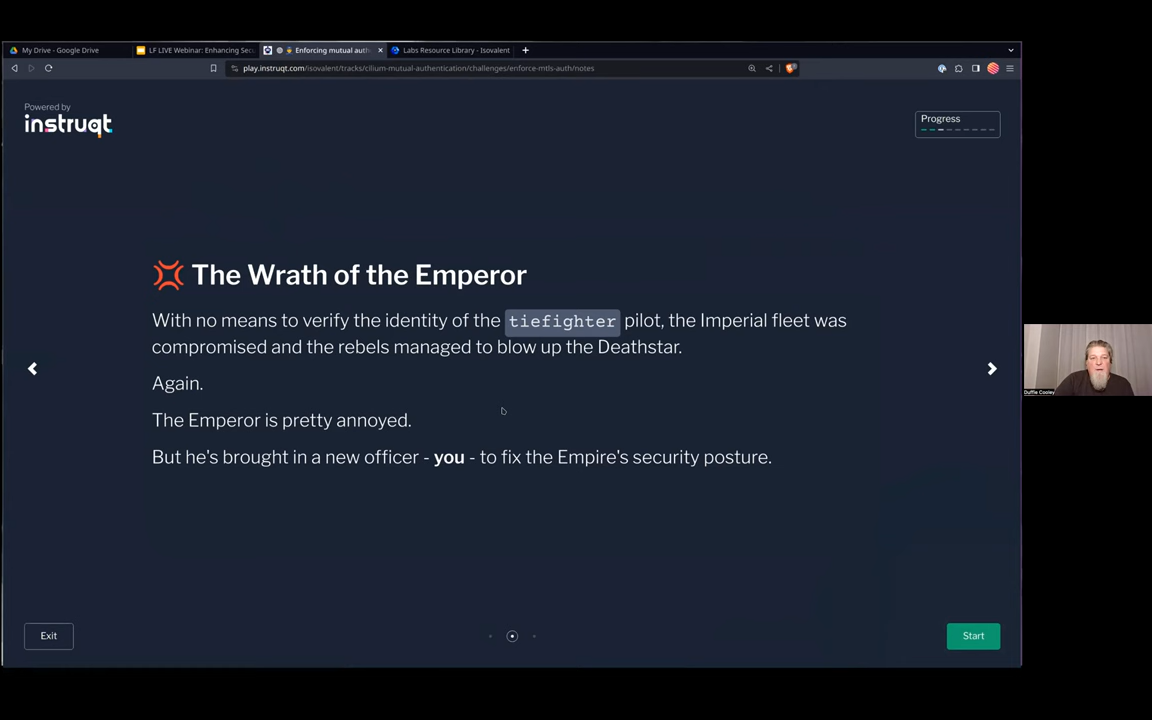 My Drive - Google Drive
LF LIVE Webinar: Enhancing Secu
Enforcing mutual auth
Labs Resource Library - Isovalent
play.instruqt.com/isovalent/tracks/cilium-mutual-authentication/challenges/enforce-mtls-auth/notes
Powered by
instruqt
Progress
The Wrath of the Emperor
With no means to verify the identity of the tiefighter pilot, the Imperial fleet was
compromised and the rebels managed to blow up the Deathstar.
Again.
The Emperor is pretty annoyed.
But he's brought in a new officer - you - to fix the Empire's security posture.
Duffie Cooley
Exit
Start